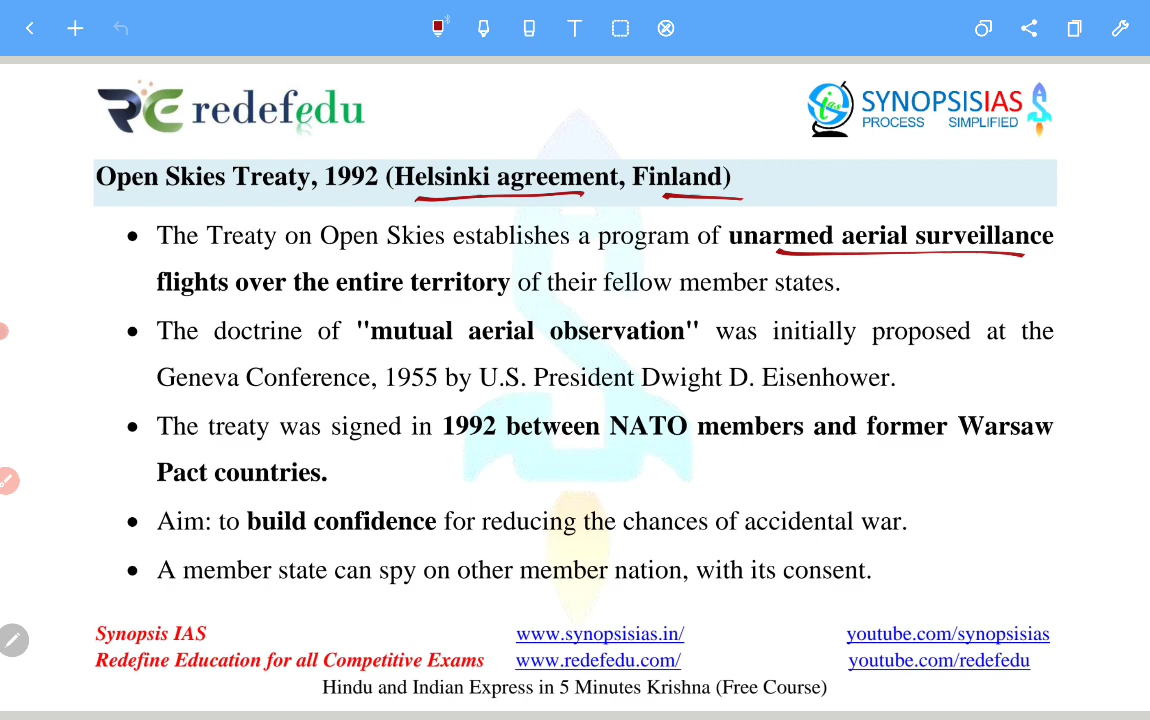 redefedu
SYNOPSISIAS
PROCESS SIMPLIFIED
Open Skies Treaty, 1992 (Helsinki agreement, Finland)
• The Treaty on Open Skies establishes a program of unarmed aerial surveillance
flights over the entire territory of their fellow member states.
• The doctrine of "mutual aerial observation" was initially proposed at the
Geneva Conference, 1955 by U.S. President Dwight D. Eisenhower.
• The treaty was signed in 1992 between NATO members and former Warsaw
Pact countries.
• Aim: to build confidence for reducing the chances of accidental war.
• A member state can spy on other member nation, with its consent.
Synopsis IAS www.synopsisias.in/ youtube.com/synopsisias
Redefine Education for all Competitive Exams www.redefedu.com/ youtube.com/redefedu
Hindu and Indian Express in 5 Minutes Krishna (Free Course)